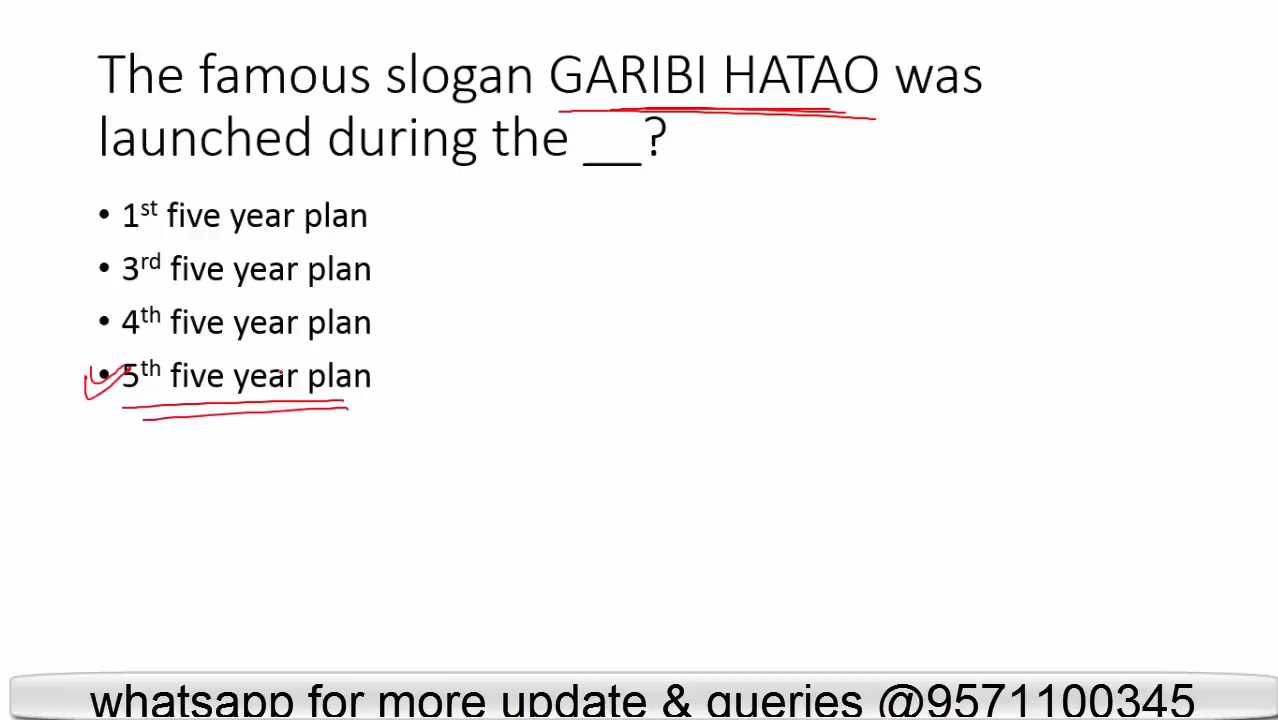 The famous slogan GARIBI HATAO was
launched during the __?
• 1st five year plan
• 3rd five year plan
• 4th five year plan
• 5th five year plan
whatsapp for more update & queries @9571100345